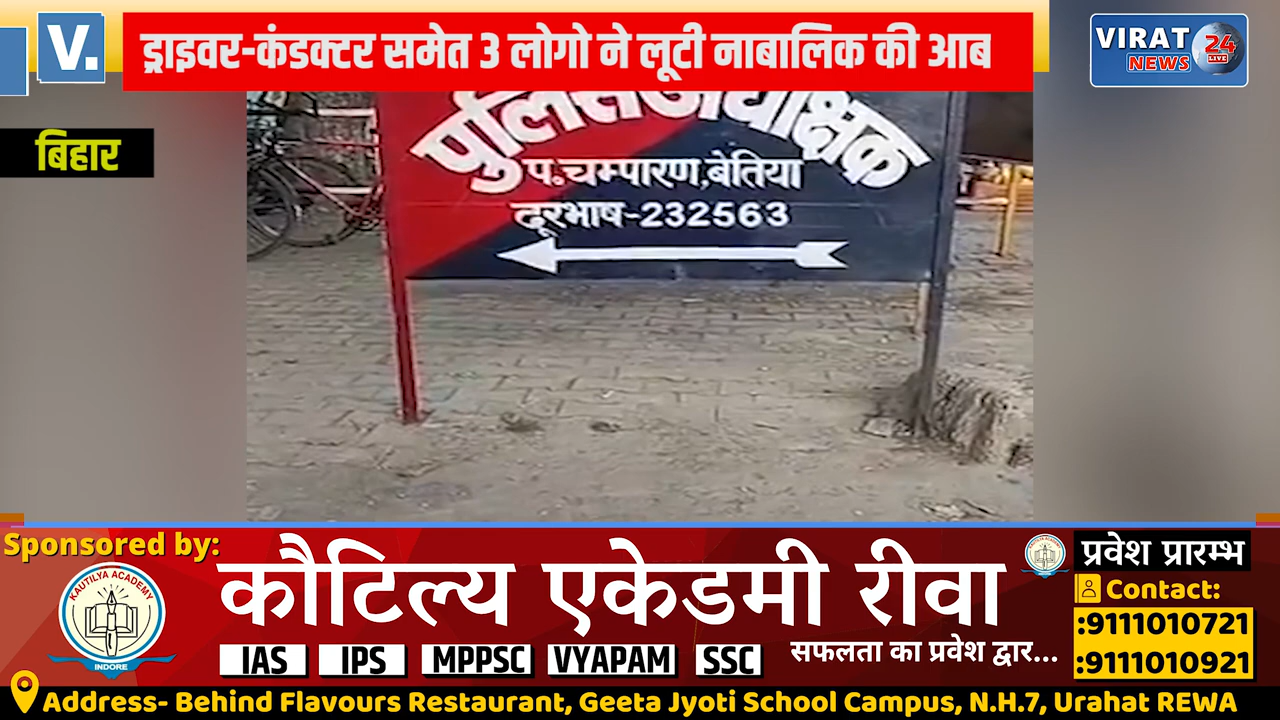 V.
ड्राइवर-कंडक्टर समेत 3 लोगो ने लूटी नाबालिक की आब
VIRAT
24
LIVE
NEWS
बिहार
पुलिस अधीक्षक
प.चम्पारण,बेतिया
दूरभाष-232563
Sponsored by:
KAUTILYA ACADEMY
INDORE
कौटिल्य एकेडमी रीवा
IAS IPS MPPSC VYAPAM SSC
सफलता का प्रवेश द्वार...
प्रवेश प्रारम्भ
Contact:
:9111010721
:9111010921
Address- Behind Flavours Restaurant, Geeta Jyoti School Campus, N.H.7, Urahat REWA